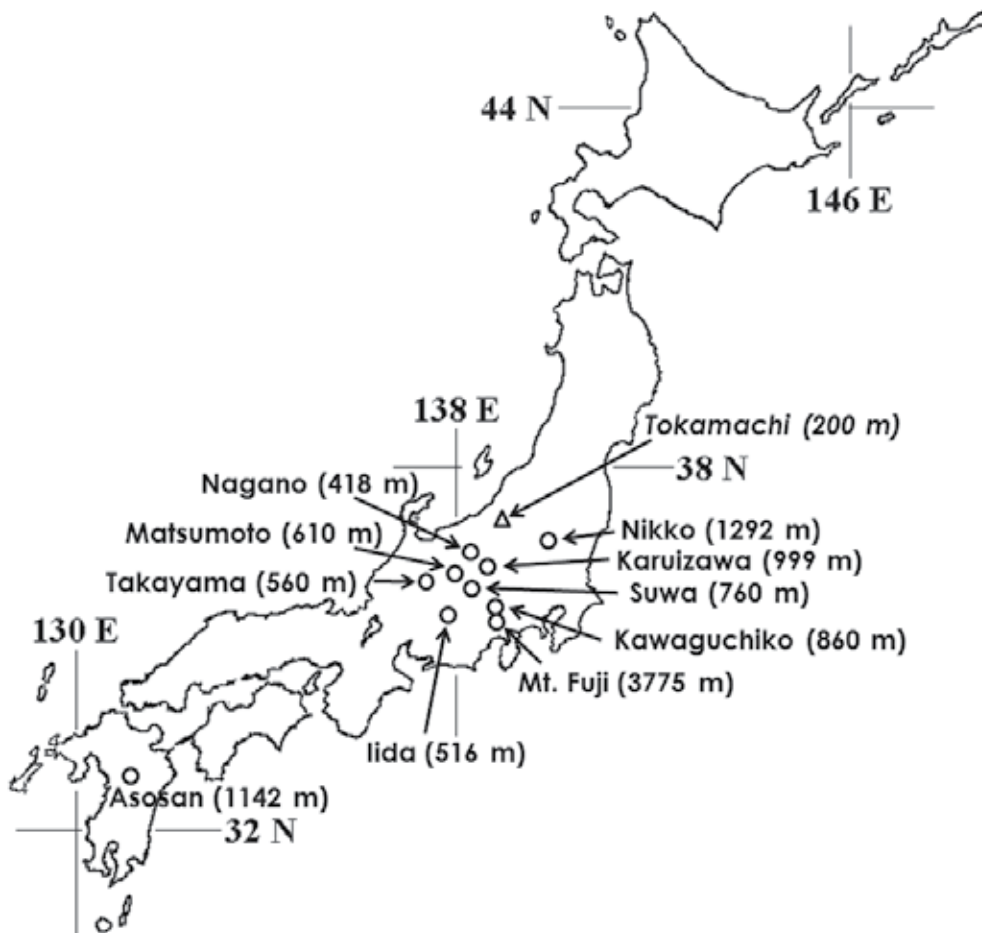 44 N
146 E
138 E
Tokamachi (200 m)
38 N
Nagano (418 m)
Matsumoto (610 m)
Nikko (1292 m)
Karuizawa (999 m)
Takayama (560 m)
Suwa (760 m)
130 E
Kawaguchiko (860 m)
Mt. Fuji (3775 m)
Iida (516 m)
Asosan (1142 m)
32 N